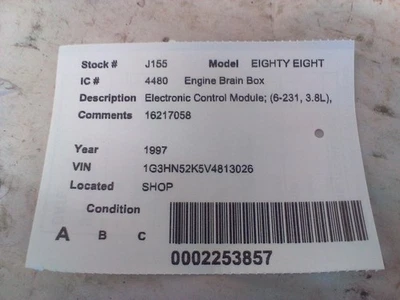 Stock # J155 Model EIGHTY EIGHT
IC # 4480 Engine Brain Box
Description Electronic Control Module; (6-231, 3.8L),
Comments 16217058
Year 1997
VIN 1G3HN52K5V4813026
Located SHOP
Condition
A B C
0002253857